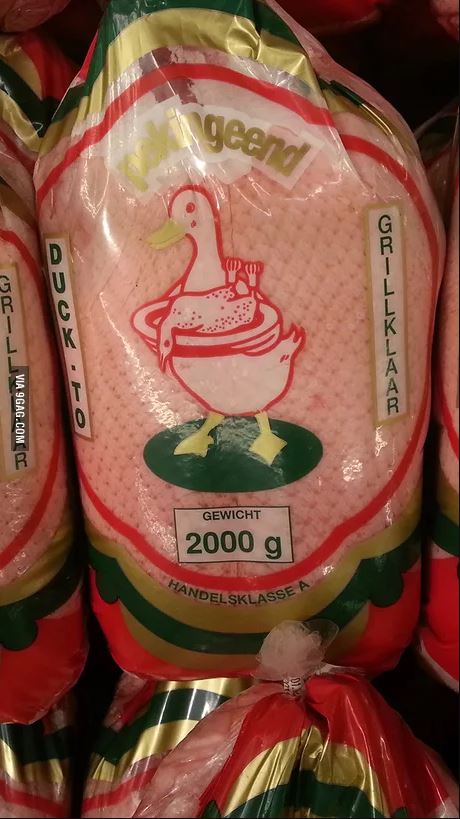 pekingeend
DUCK-TO
GRILLKLAAR
GRILLKLAAR
VIA 9GAG.COM
GEWICHT
2000 g
HANDELSKLASSE A